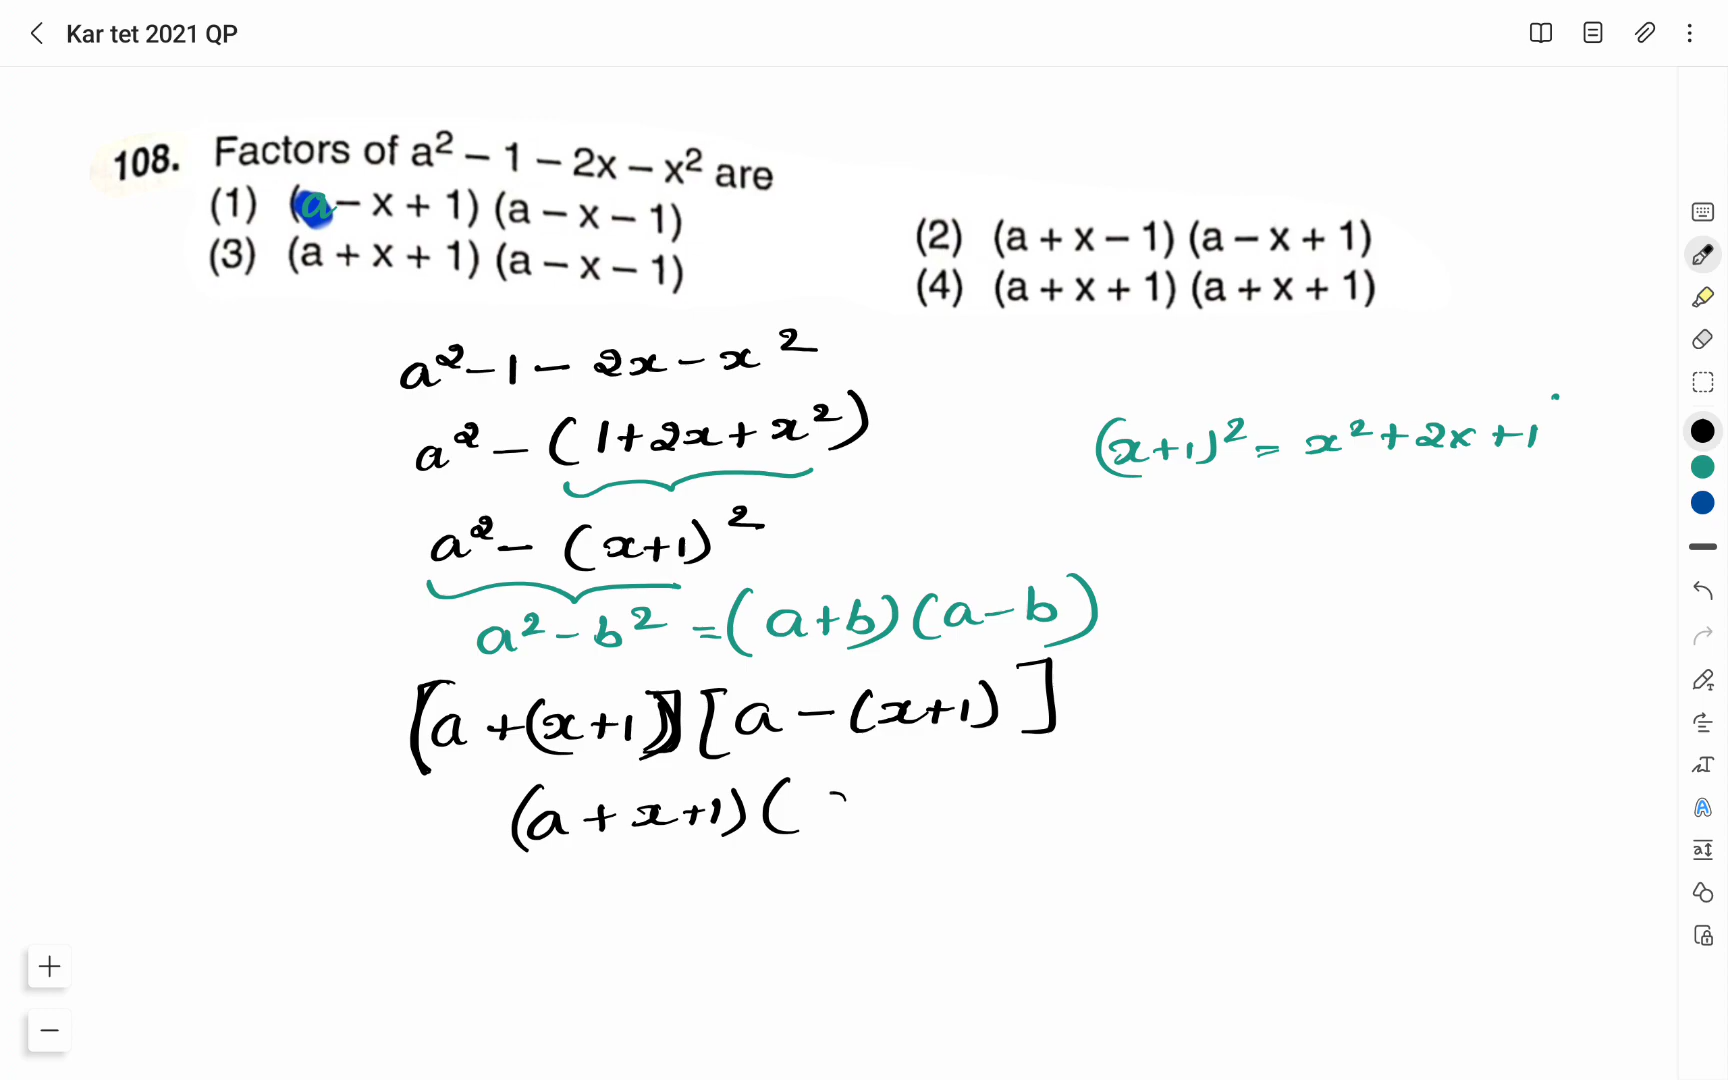 Kar tet 2021 QP
108. Factors of a² – 1 – 2x – x² are
(1) (a – x + 1) (a – x – 1)
(2) (a + x – 1) (a – x + 1)
(3) (a + x + 1) (a – x – 1)
(4) (a + x + 1) (a + x + 1)
a² – 1 – 2x – x²
a² – (1 + 2x + x²)
(x+1)² = x² + 2x + 1
a² – (x+1)²
a² – b² = (a+b) (a – b)
[a + (x+1)] [a – (x+1)]
(a + x + 1) (